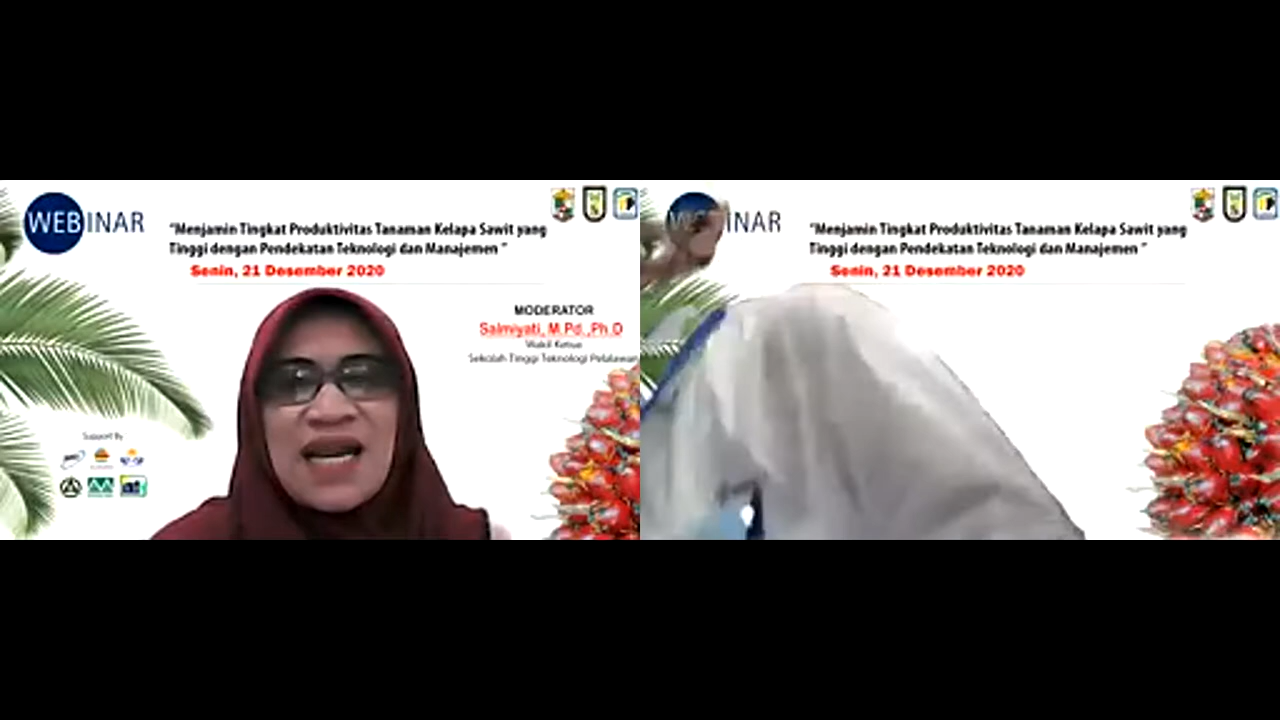 WEBINAR
"Menjamin Tingkat Produktivitas Tanaman Kelapa Sawit yang
Tinggi dengan Pendekatan Teknologi dan Manajemen "
Senin, 21 Desember 2020
MODERATOR
Salmiyati, M.Pd.,Ph.D
Wakil Ketua
Sekolah Tinggi Teknologi Pelalawan
Support By
WEBINAR
"Menjamin Tingkat Produktivitas Tanaman Kelapa Sawit yang
Tinggi dengan Pendekatan Teknologi dan Manajemen "
Senin, 21 Desember 2020